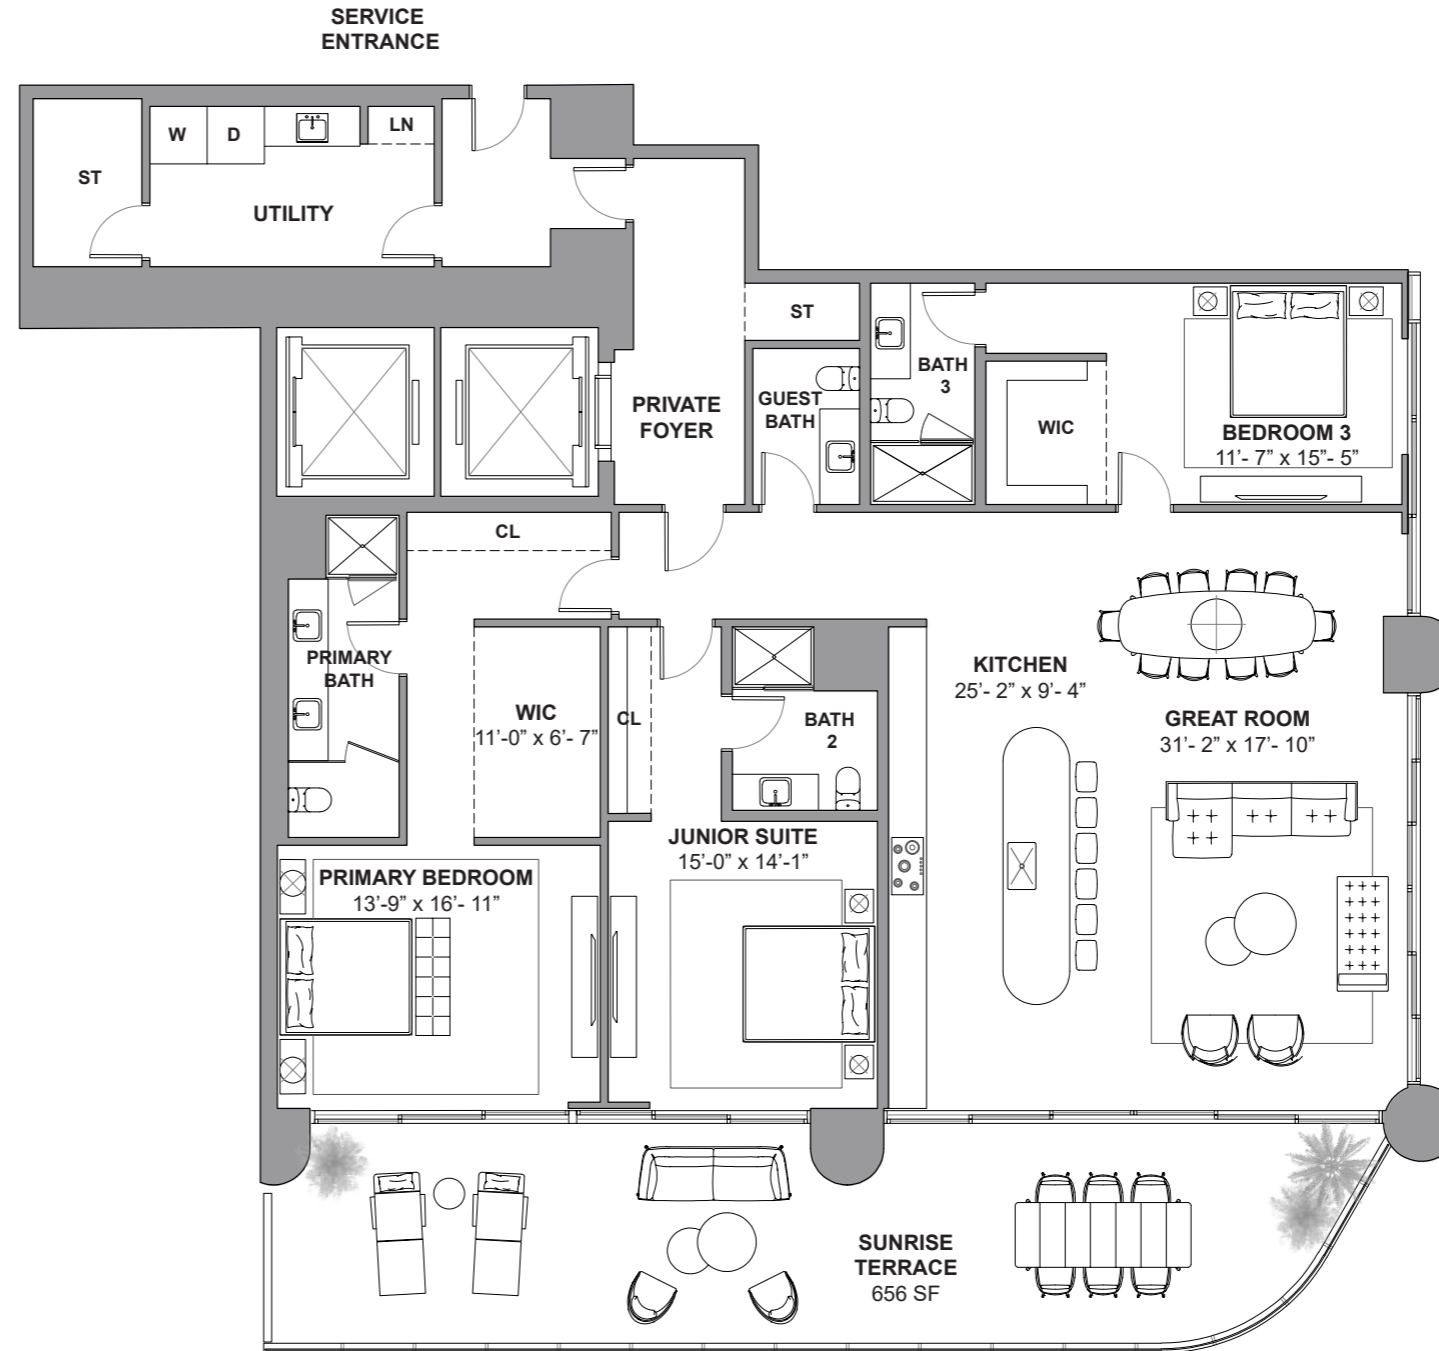 SERVICE
ENTRANCE
W
D
LN
ST
UTILITY
ST
BATH
3
GUEST
BATH
PRIVATE
FOYER
WIC
BEDROOM 3
11’- 7” x 15”- 5”
CL
PRIMARY
BATH
WIC
11’-0” x 6’- 7”
CL
BATH
2
KITCHEN
25’- 2” x 9’- 4”
GREAT ROOM
31’- 2” x 17’- 10”
JUNIOR SUITE
15’-0” x 14’-1”
PRIMARY BEDROOM
13’-9” x 16’- 11”
SUNRISE
TERRACE
656 SF